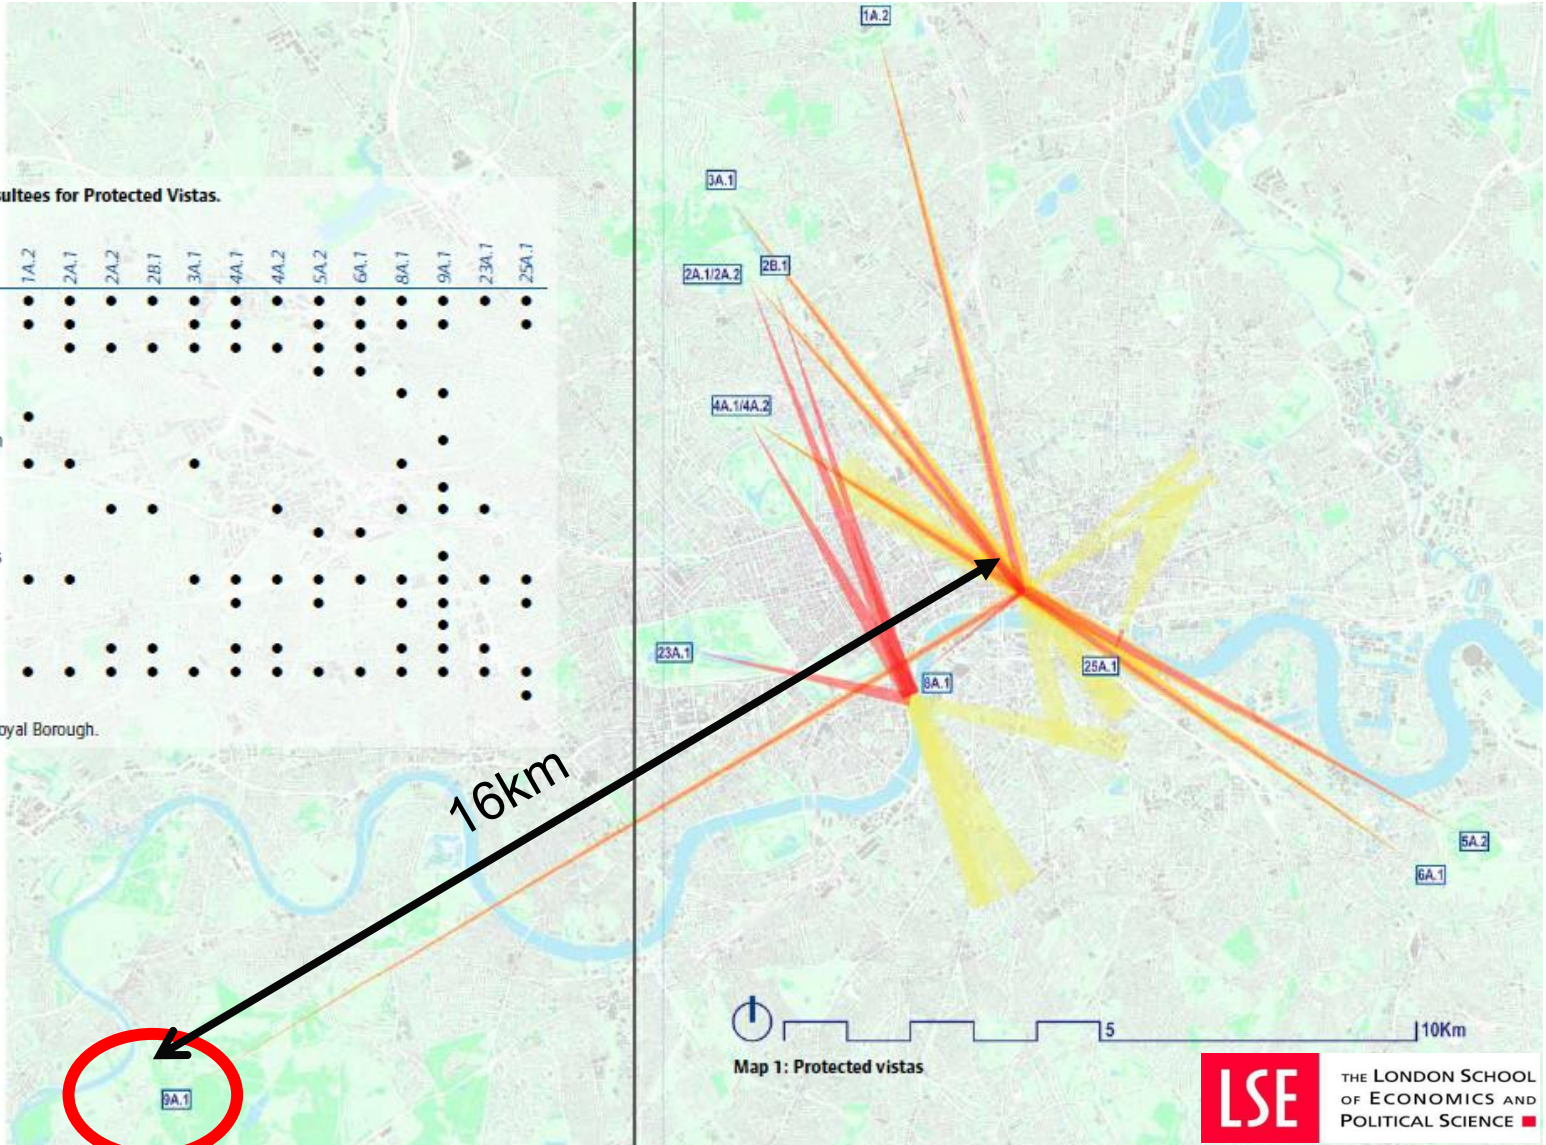 1A.2
3A.1
sultees for Protected Vistas.
2A.1/2A.2
2B.1
1A.2 2A.1 2A.2 2B.1 3A.1 4A.1 4A.2 5A.2 6A.1 8A.1 9A.1 23A.1 25A.1
4A.1/4A.2
23A.1
25A.1
8A.1
oyal Borough.
16km
5A.2
6A.1
5
10Km
Map 1: Protected vistas
9A.1
LSE
THE LONDON SCHOOL
OF ECONOMICS AND
POLITICAL SCIENCE